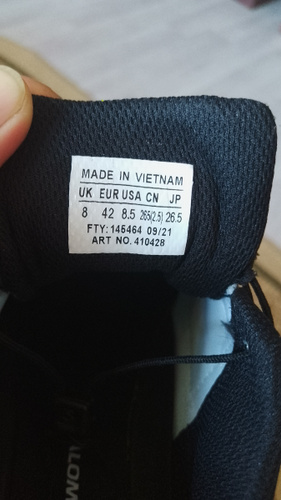 MADE IN VIETNAM
UK EUR USA CN JP
8 42 8.5 265(2.5) 26.5
FTY: 145464 09/21
ART NO. 410428
LOM